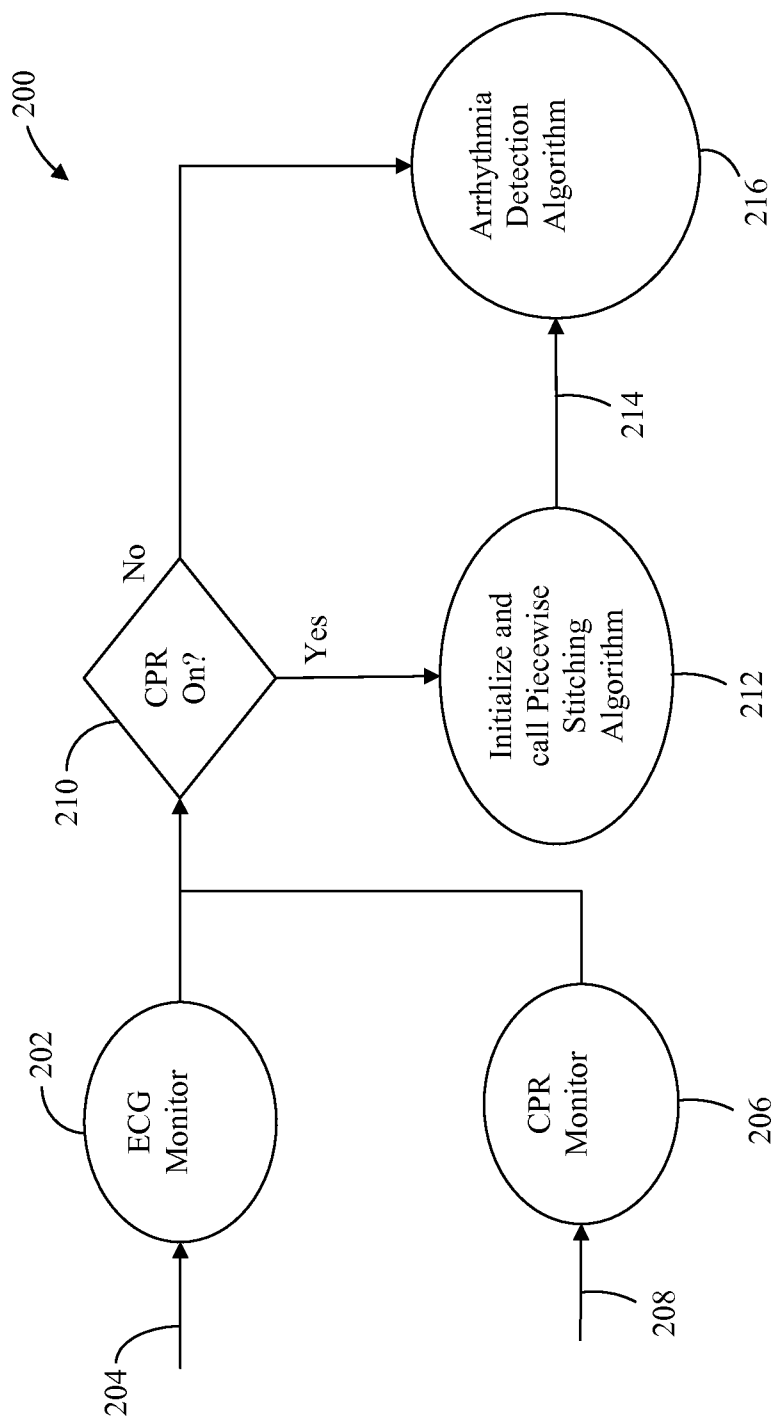 200
204
202
ECG
Monitor
208
CPR
Monitor
206
210
CPR
On?
No
Yes
Initialize and
call Piecewise
Stitching
Algorithm
212
214
Arrhythmia
Detection
Algorithm
216